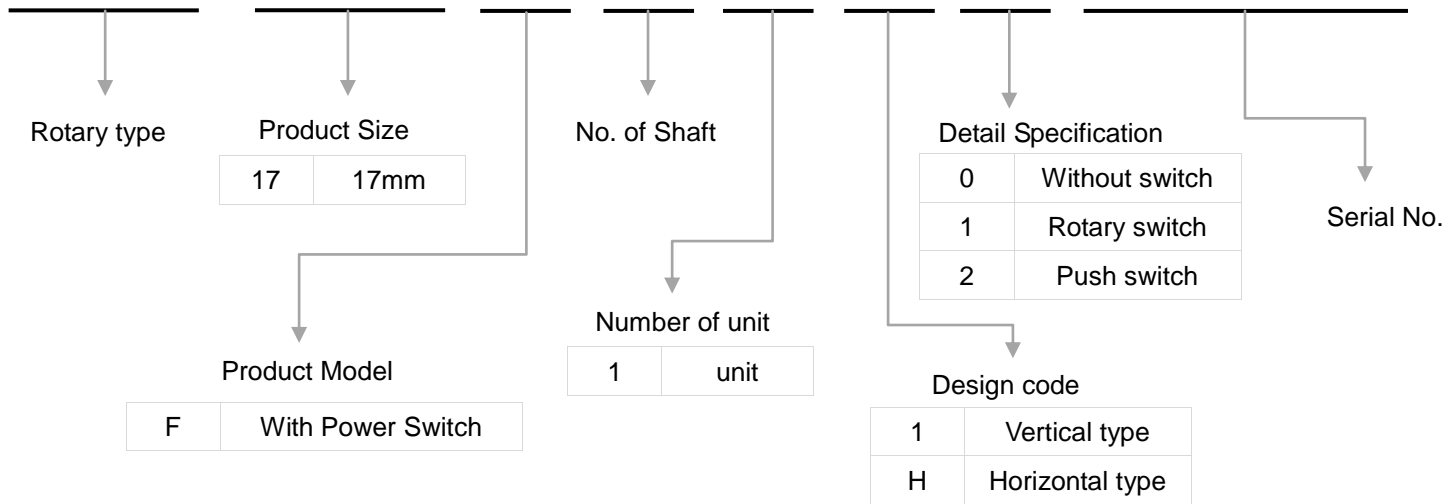 Rotary type
Product Size
17 17mm
No. of Shaft
Detail Specification
0 Without switch
1 Rotary switch
2 Push switch
Serial No.
Number of unit
1 unit
Product Model
F With Power Switch
Design code
1 Vertical type
H Horizontal type